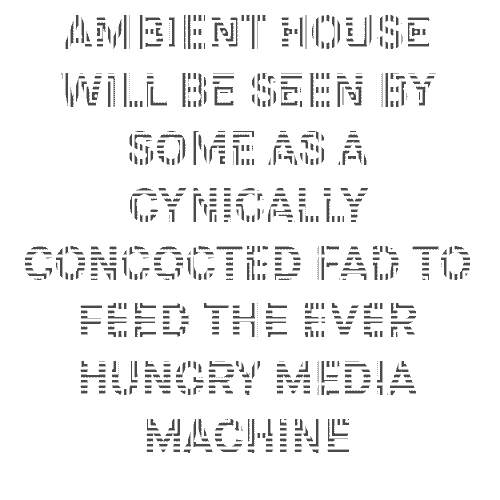 AMBIENT HOUSE
WILL BE SEEN BY
SOME AS A
CYNICALLY
CONCOCTED FAD TO
FEED THE EVER
HUNGRY MEDIA
MACHINE